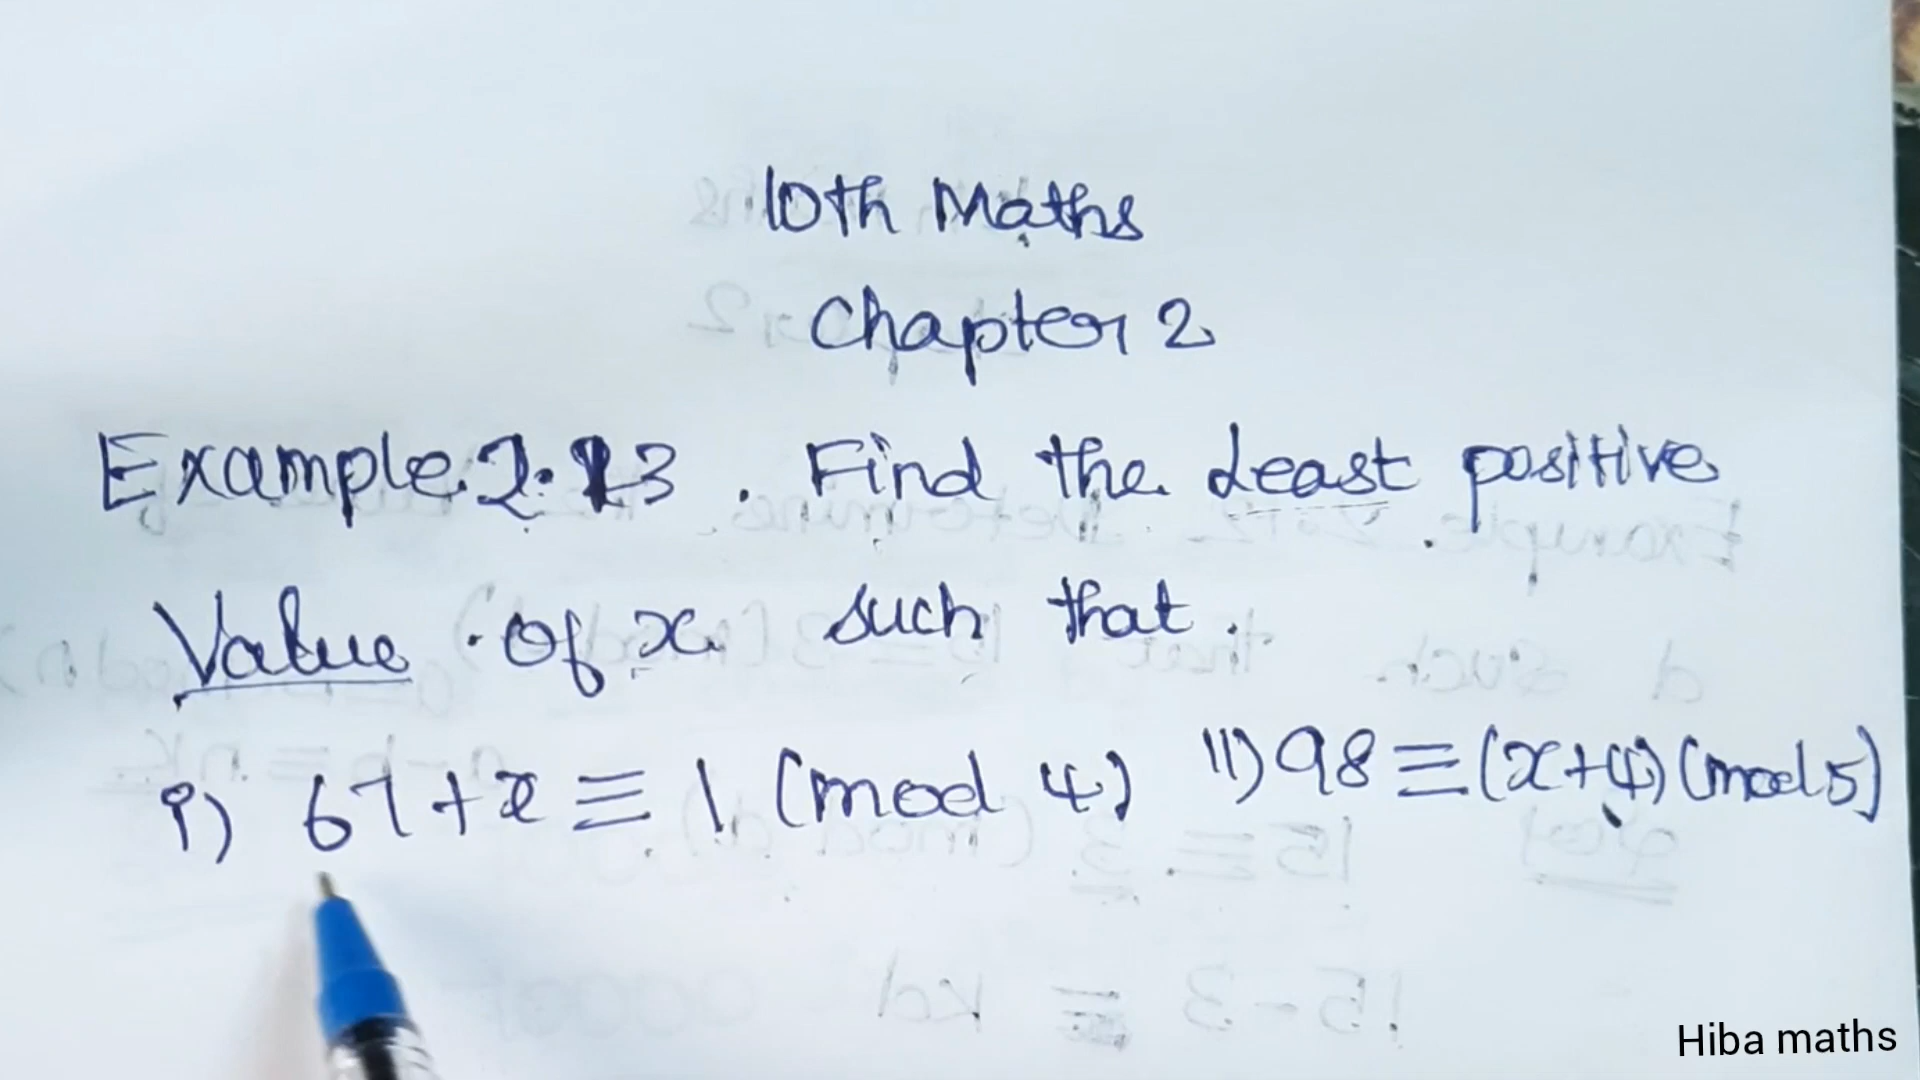 10th Maths
Chapter 2
Example 2.13. Find the Least positive
Value of x such that
i) 67+x ≡ 1 (mod 4) ii) 98 ≡ (x+4) (mod 5)
Hiba maths